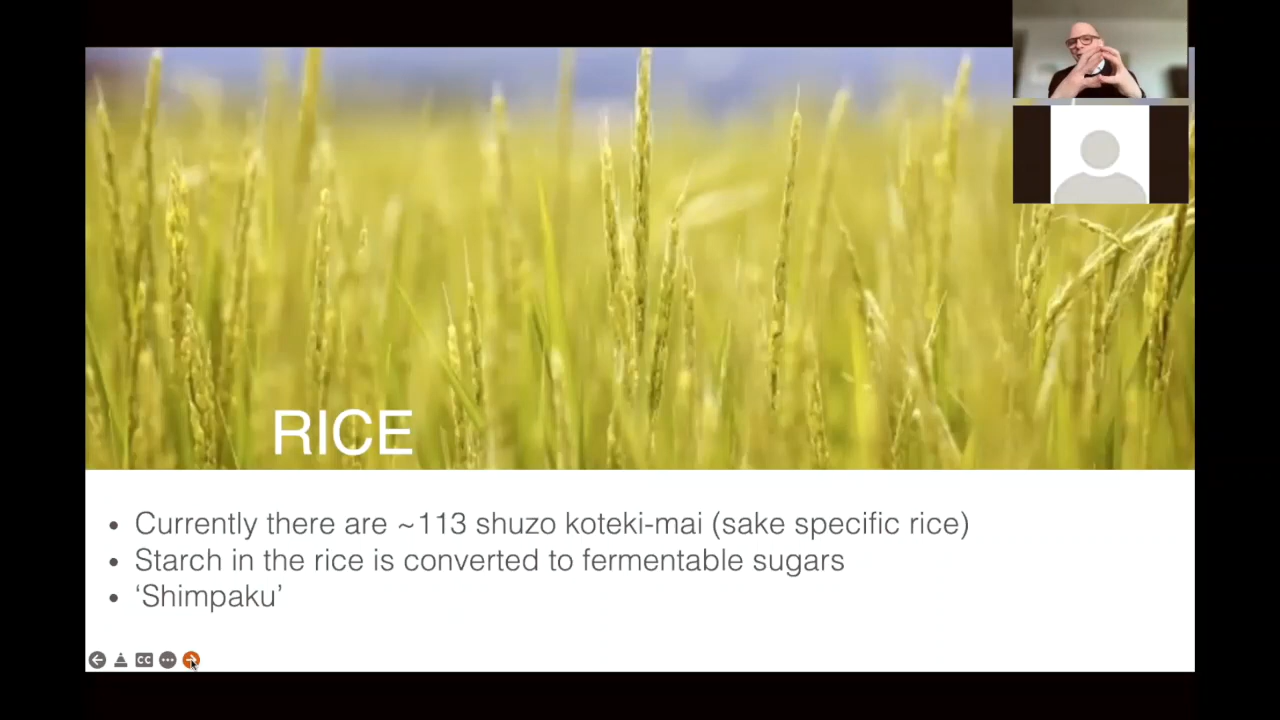 RICE
• Currently there are ~113 shuzo koteki-mai (sake specific rice)
• Starch in the rice is converted to fermentable sugars
• ‘Shimpaku’
CC